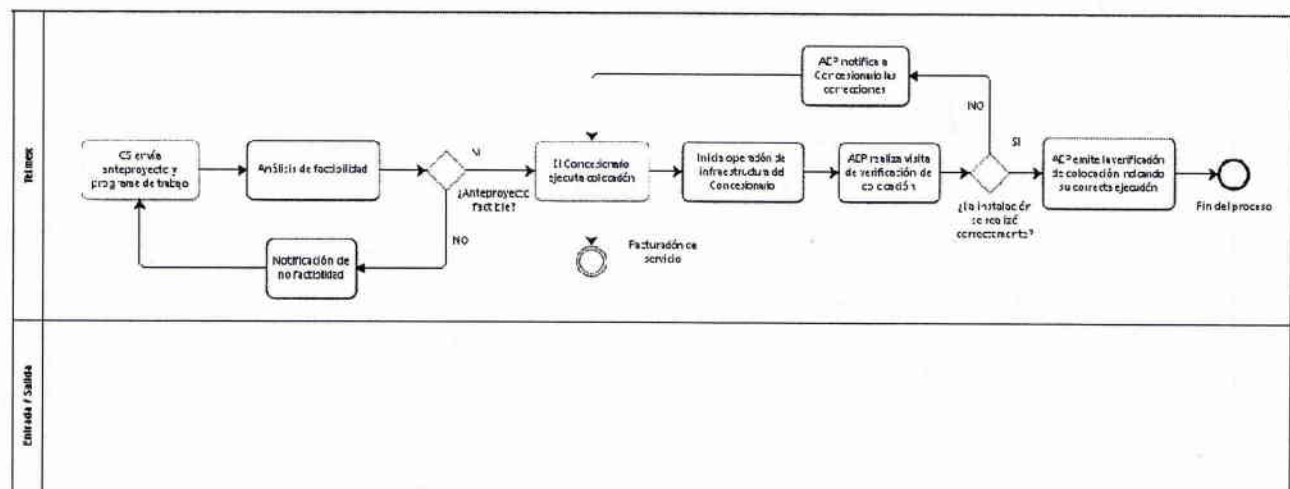 Telmex
CS envía
anteproyecto y
programa de trabajo
Análisis de factibilidad
¿Anteproyecto
factible?
SI
NO
Notificación de
no factibilidad
El Concesionario
ejecuta colocación
Facturación de
servicio
Inicia operación de
infraestructura del
Concesionario
AEP realiza visita
de verificación de
colocación
AEP notifica a
Concesionario las
correcciones
NO
SI
¿La instalación
se realizó
correctamente?
AEP emite la verificación
de colocación indicando
su correcta ejecución
Fin del proceso
Entrada / Salida